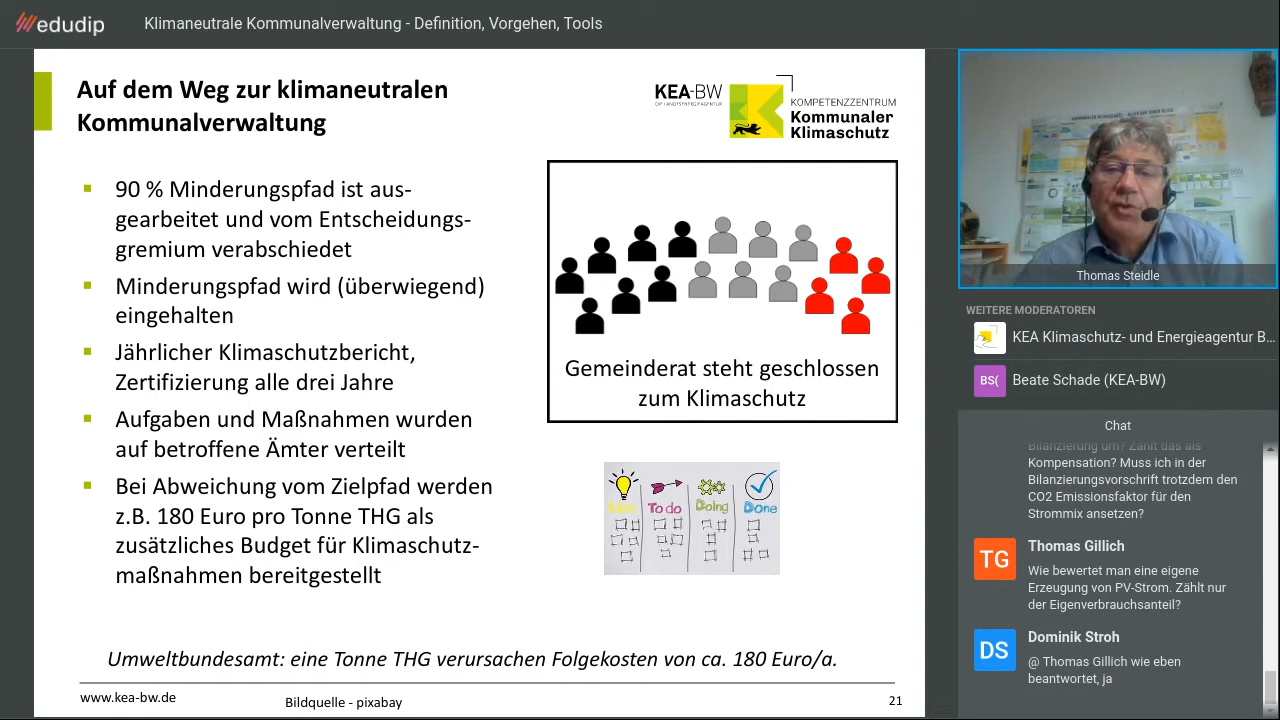 edudip
Klimaneutrale Kommunalverwaltung - Definition, Vorgehen, Tools
Auf dem Weg zur klimaneutralen
Kommunalverwaltung
KEA-BW
DIE LANDESENERGIEAGENTUR
KOMPETENZZENTRUM
Kommunaler
Klimaschutz
90 % Minderungspfad ist aus-
gearbeitet und vom Entscheidungs-
gremium verabschiedet
Minderungspfad wird (überwiegend)
eingehalten
Jährlicher Klimaschutzbericht,
Zertifizierung alle drei Jahre
Aufgaben und Maßnahmen wurden
auf betroffene Ämter verteilt
Bei Abweichung vom Zielpfad werden
z.B. 180 Euro pro Tonne THG als
zusätzliches Budget für Klimaschutz-
maßnahmen bereitgestellt
Gemeinderat steht geschlossen
zum Klimaschutz
To do
Doing
Done
Umweltbundesamt: eine Tonne THG verursachen Folgekosten von ca. 180 Euro/a.
www.kea-bw.de
Bildquelle - pixabay
21
Thomas Steidle
WEITERE MODERATOREN
KEA Klimaschutz- und Energieagentur B...
BS(
Beate Schade (KEA-BW)
Chat
Bilanzierung um? Zählt das als
Kompensation? Muss ich in der
Bilanzierungsvorschrift trotzdem den
CO2 Emissionsfaktor für den
Strommix ansetzen?
TG
Thomas Gillich
Wie bewertet man eine eigene
Erzeugung von PV-Strom. Zählt nur
der Eigenverbrauchsanteil?
DS
Dominik Stroh
@ Thomas Gillich wie eben
beantwortet, ja